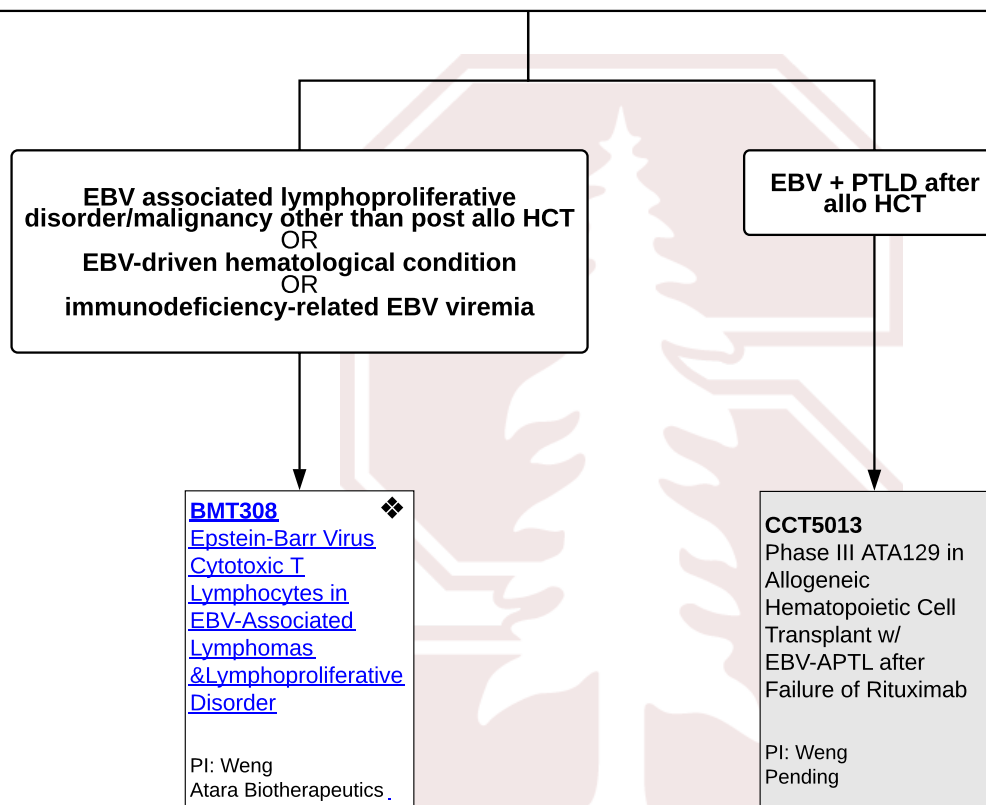 EBV associated lymphoproliferative
disorder/malignancy other than post allo HCT
OR
EBV-driven hematological condition
OR
immunodeficiency-related EBV viremia
EBV + PTLD after
allo HCT
BMT308 ❖
Epstein-Barr Virus
Cytotoxic T
Lymphocytes in
EBV-Associated
Lymphomas
&Lymphoproliferative
Disorder
PI: Weng
Atara Biotherapeutics
CCT5013
Phase III ATA129 in
Allogeneic
Hematopoietic Cell
Transplant w/
EBV-APTL after
Failure of Rituximab
PI: Weng
Pending